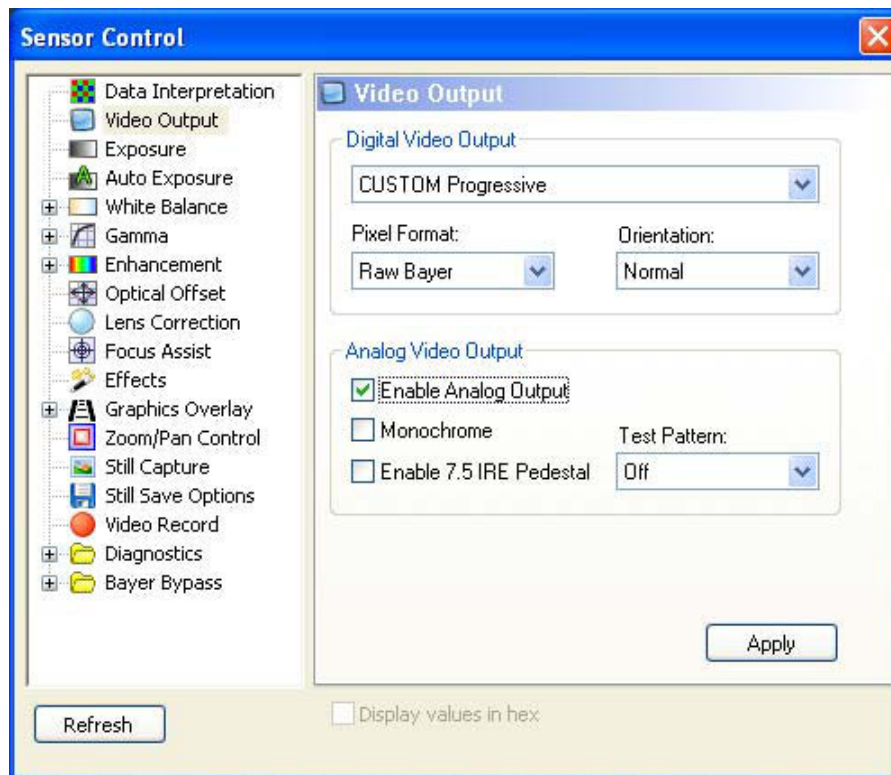 Sensor Control
Data Interpretation
Video Output
Exposure
Auto Exposure
White Balance
Gamma
Enhancement
Optical Offset
Lens Correction
Focus Assist
Effects
Graphics Overlay
Zoom/Pan Control
Still Capture
Still Save Options
Video Record
Diagnostics
Bayer Bypass
Video Output
Digital Video Output
CUSTOM Progressive
Pixel Format: Orientation:
Raw Bayer Normal
Analog Video Output
Enable Analog Output
Monochrome Test Pattern:
Enable 7.5 IRE Pedestal Off
Apply
Refresh Display values in hex